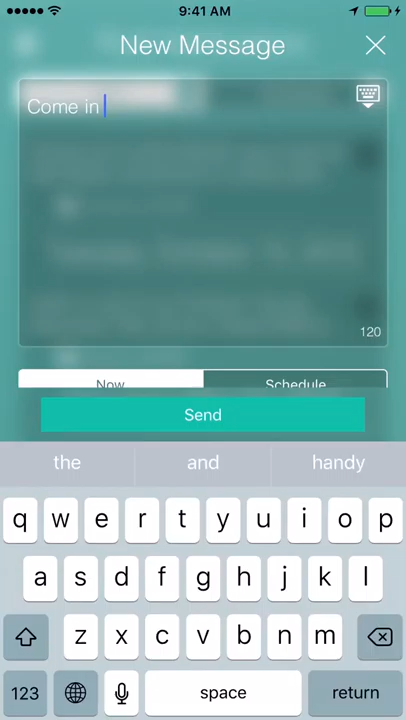 9:41 AM
New Message
Come in
120
Now
Schedule
Send
the and handy
q w e r t y u i o p
a s d f g h j k l
z x c v b n m
123 space return